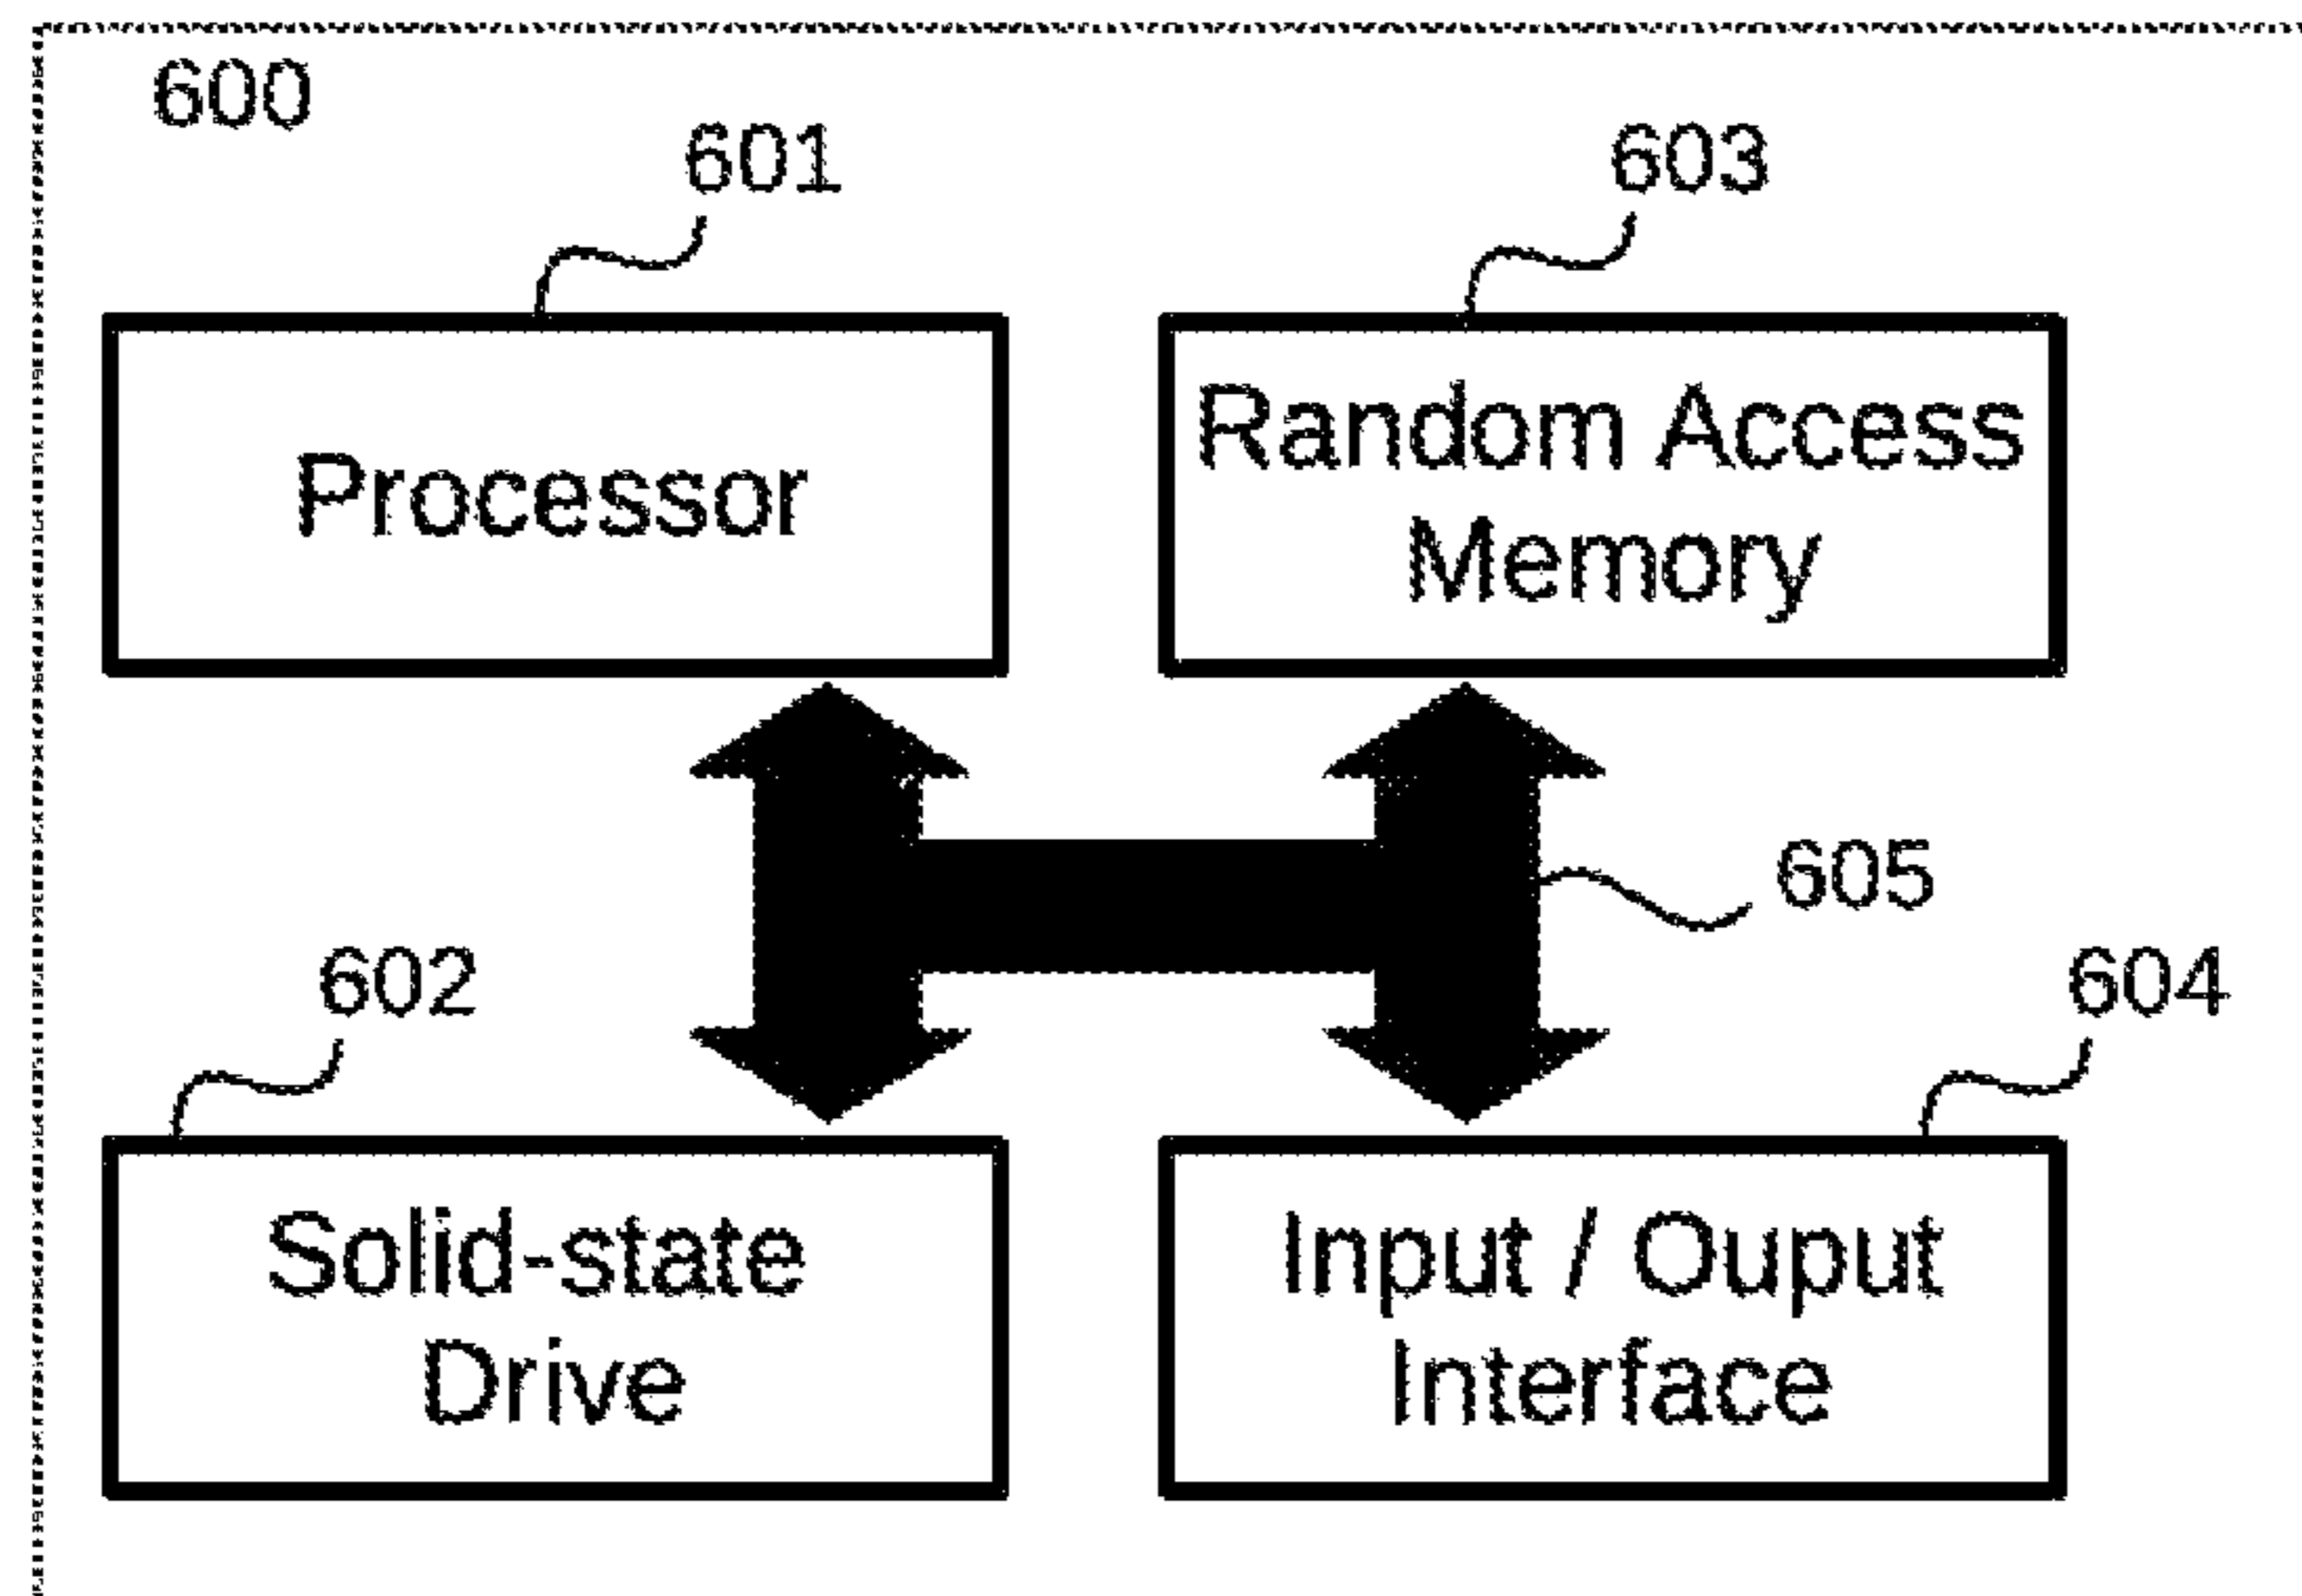 600
601
603
Processor
Random Access
Memory
605
602
604
Solid-state
Drive
Input / Ouput
Interface